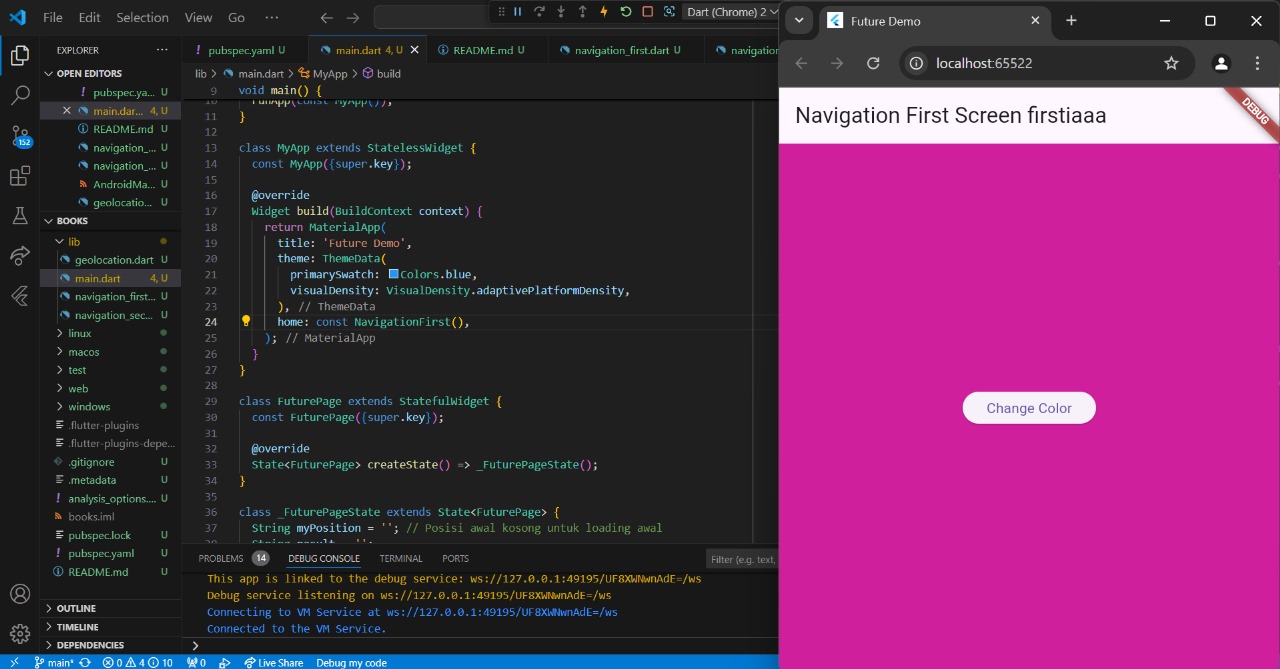 File Edit Selection View Go ···
Dart (Chrome) 2
EXPLORER ···
OPEN EDITORS
! pubspec.ya... U
main.dar... 4, U
README.md U
navigation_... U
navigation_... U
AndroidMa... U
geolocatio... U
152
BOOKS
lib
geolocation.dart U
main.dart 4, U
navigation_first... U
navigation_sec... U
linux
macos
test
web
windows
.flutter-plugins
.flutter-plugins-depe...
.gitignore U
.metadata U
! analysis_options.... U
books.iml
pubspec.lock U
! pubspec.yaml U
README.md U
OUTLINE
TIMELINE
DEPENDENCIES
! pubspec.yaml U main.dart 4, U README.md U navigation_first.dart U navigation
lib > main.dart > MyApp > build
9 void main() {
10 runApp(const MyApp());
11 }
12
13 class MyApp extends StatelessWidget {
14 const MyApp({super.key});
15
16 @override
17 Widget build(BuildContext context) {
18 return MaterialApp(
19 title: 'Future Demo',
20 theme: ThemeData(
21 primarySwatch: Colors.blue,
22 visualDensity: VisualDensity.adaptivePlatformDensity,
23 ), // ThemeData
24 home: const NavigationFirst(),
25 ); // MaterialApp
26 }
27 }
28
29 class FuturePage extends StatefulWidget {
30 const FuturePage({super.key});
31
32 @override
33 State<FuturePage> createState() => _FuturePageState();
34 }
35
36 class _FuturePageState extends State<FuturePage> {
37 String myPosition = ''; // Posisi awal kosong untuk loading awal
38 String result = '';
PROBLEMS 14 DEBUG CONSOLE TERMINAL PORTS Filter (e.g. text,
This app is linked to the debug service: ws://127.0.0.1:49195/UF8XWNwnAdE=/ws
Debug service listening on ws://127.0.0.1:49195/UF8XWNwnAdE=/ws
Connecting to VM Service at ws://127.0.0.1:49195/UF8XWNwnAdE=/ws
Connected to the VM Service.
main* 0 4 10 0 Live Share Debug my code
Future Demo
localhost:65522
Navigation First Screen firstiaaa
DEBUG
Change Color